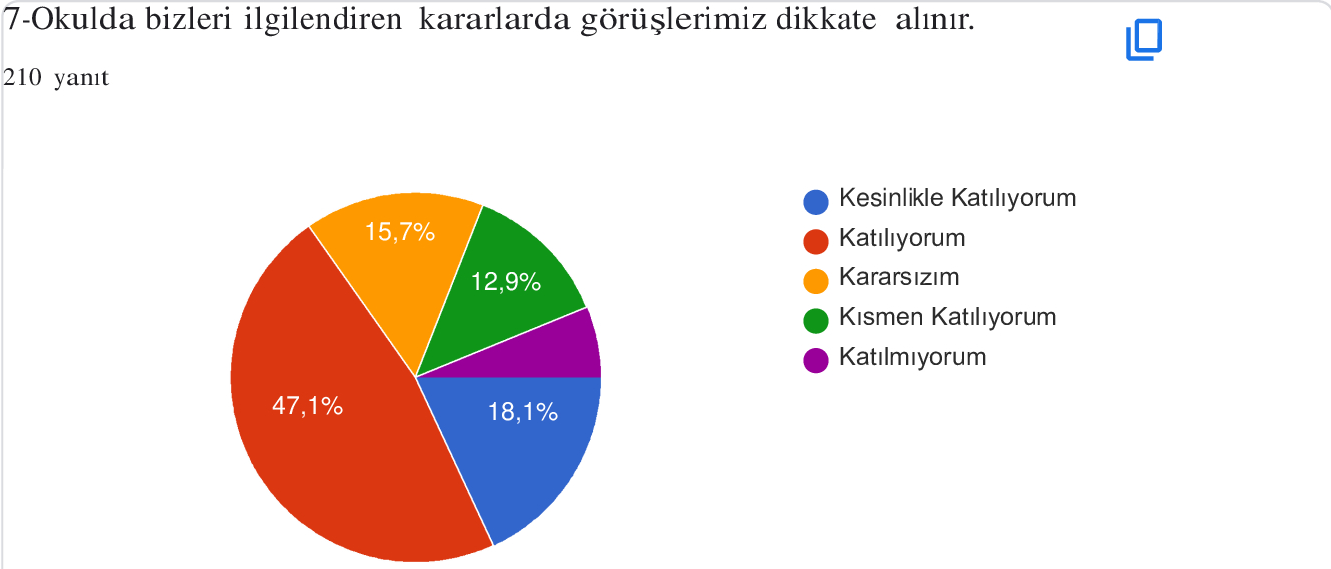 7-Okulda bizleri ilgilendiren kararlarda görüşlerimiz dikkate alınır.
210 yanıt
15,7%
12,9%
47,1%
18,1%
Kesinlikle Katılıyorum
Katılıyorum
Kararsızım
Kısmen Katılıyorum
Katılmıyorum